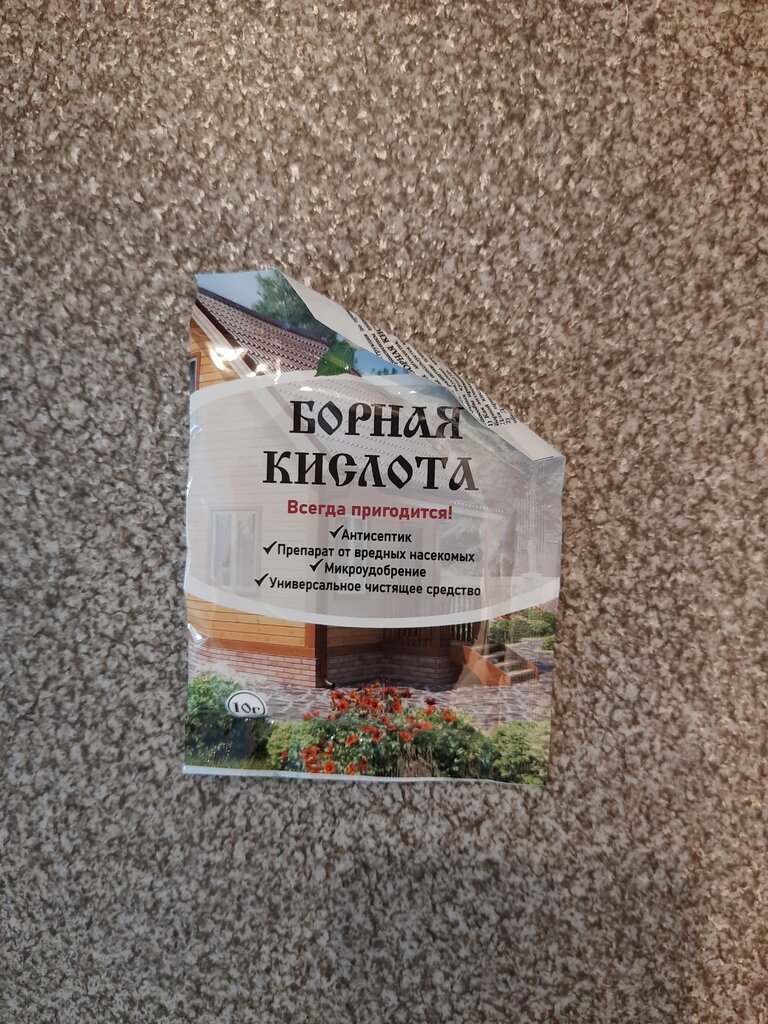 БОРНАЯ
КИСЛОТА
Всегда пригодится!
✓Антисептик
✓Препарат от вредных насекомых
✓Микроудобрение
✓Универсальное чистящее средство
10г